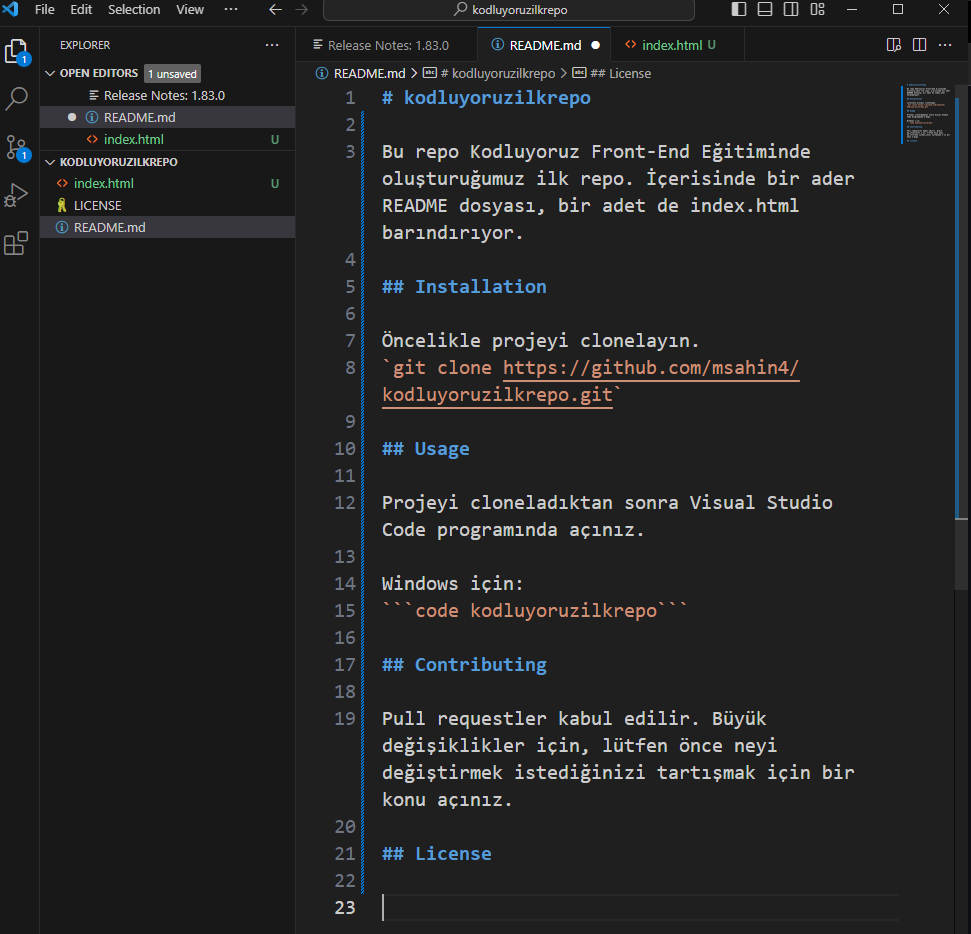 File Edit Selection View ··· ← → kodluyoruzilkrepo
EXPLORER ···
OPEN EDITORS 1 unsaved
Release Notes: 1.83.0
README.md
index.html U
KODLUYORUZILKREPO
index.html U
LICENSE
README.md
1
1
Release Notes: 1.83.0 README.md index.html U ···
README.md > # kodluyoruzilkrepo > ## License
1 # kodluyoruzilkrepo
2
3 Bu repo Kodluyoruz Front-End Eğitiminde
oluşturuğumuz ilk repo. İçerisinde bir ader
README dosyası, bir adet de index.html
barındırıyor.
4
5 ## Installation
6
7 Öncelikle projeyi clonelayın.
8 `git clone https://github.com/msahin4/
kodluyoruzilkrepo.git`
9
10 ## Usage
11
12 Projeyi cloneladıktan sonra Visual Studio
Code programında açınız.
13
14 Windows için:
15 ```code kodluyoruzilkrepo```
16
17 ## Contributing
18
19 Pull requestler kabul edilir. Büyük
değişiklikler için, lütfen önce neyi
değiştirmek istediğinizi tartışmak için bir
konu açınız.
20
21 ## License
22
23